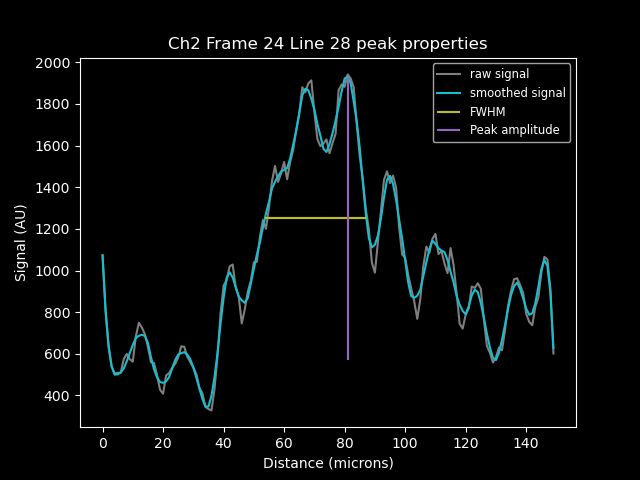 Ch2 Frame 24 Line 28 peak properties
raw signal
smoothed signal
FWHM
Peak amplitude
Signal (AU)
2000
1800
1600
1400
1200
1000
800
600
400
0 20 40 60 80 100 120 140
Distance (microns)